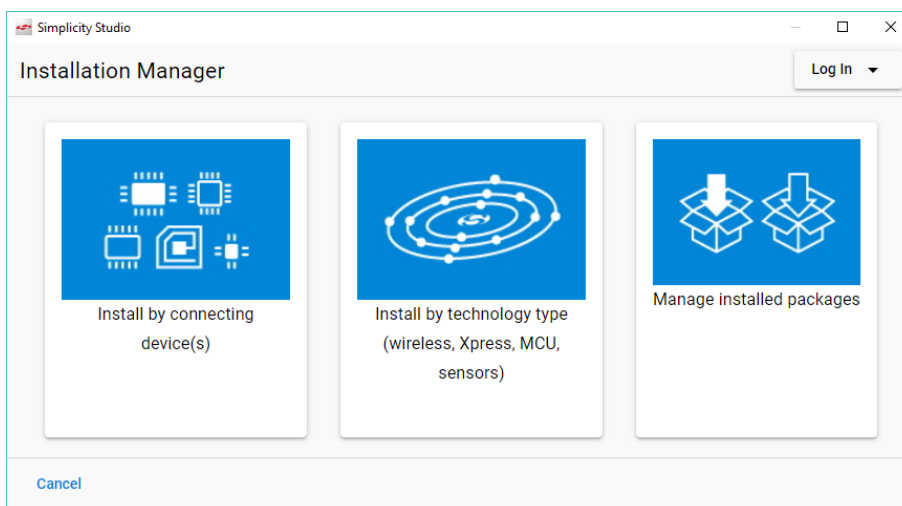 Simplicity Studio
Installation Manager
Log In
Install by connecting
device(s)
Install by technology type
(wireless, Xpress, MCU,
sensors)
Manage installed packages
Cancel